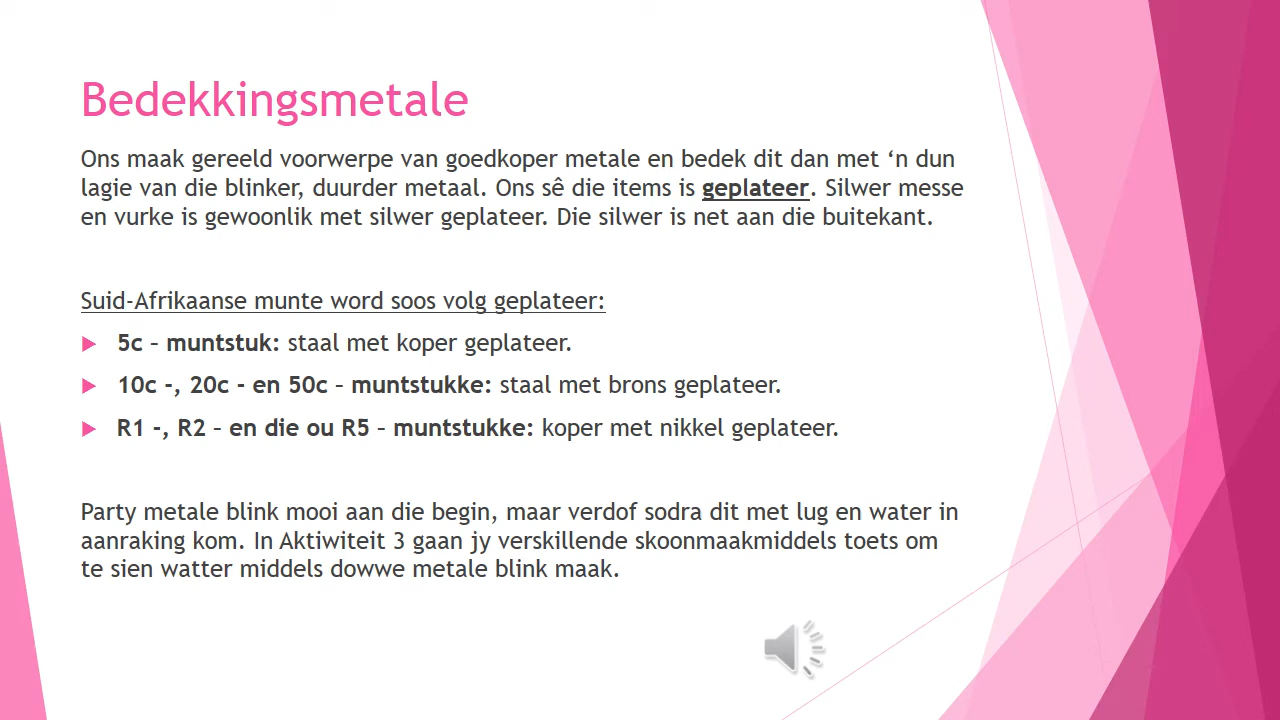 Bedekkingsmetale
Ons maak gereeld voorwerpe van goedkoper metale en bedek dit dan met ‘n dun
lagie van die blinker, duurder metaal. Ons sê die items is geplateer. Silwer messe
en vurke is gewoonlik met silwer geplateer. Die silwer is net aan die buitekant.
Suid-Afrikaanse munte word soos volg geplateer:
5c – muntstuk: staal met koper geplateer.
10c -, 20c - en 50c – muntstukke: staal met brons geplateer.
R1 -, R2 – en die ou R5 – muntstukke: koper met nikkel geplateer.
Party metale blink mooi aan die begin, maar verdof sodra dit met lug en water in
aanraking kom. In Aktiwiteit 3 gaan jy verskillende skoonmaakmiddels toets om
te sien watter middels dowwe metale blink maak.